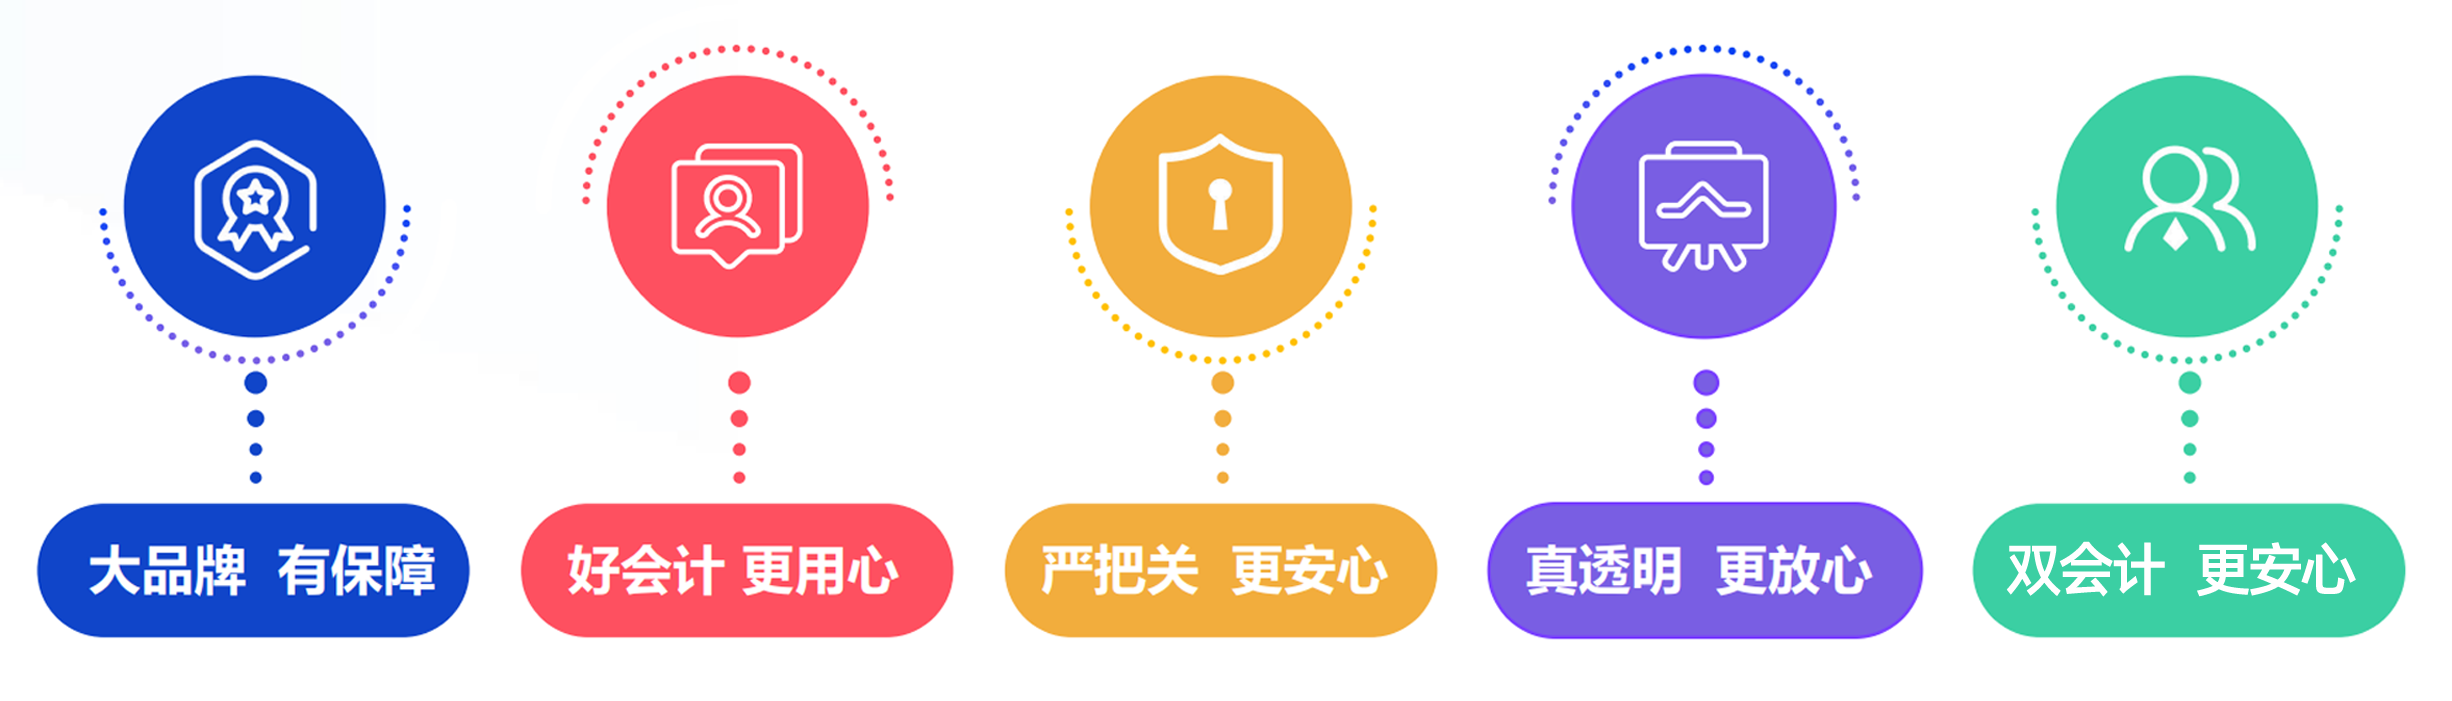 大品牌 有保障
好会计 更用心
严把关 更安心
真透明 更放心
双会计 更安心